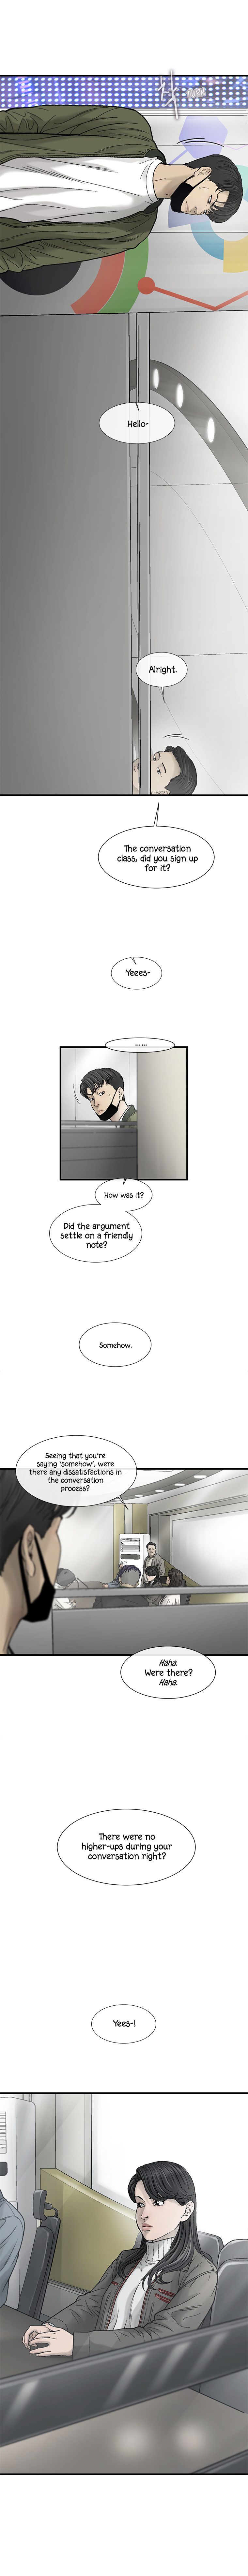 Hello-
Alright.
The conversation
class, did you sign up
for it?
Yeees-
......
How was it?
Did the argument
settle on a friendly
note?
Somehow.
Seeing that you're
saying 'somehow', were
there any dissatisfactions in
the conversation
process?
Haha.
Were there?
Haha.
There were no
higher-ups during your
conversation right?
Yees-!